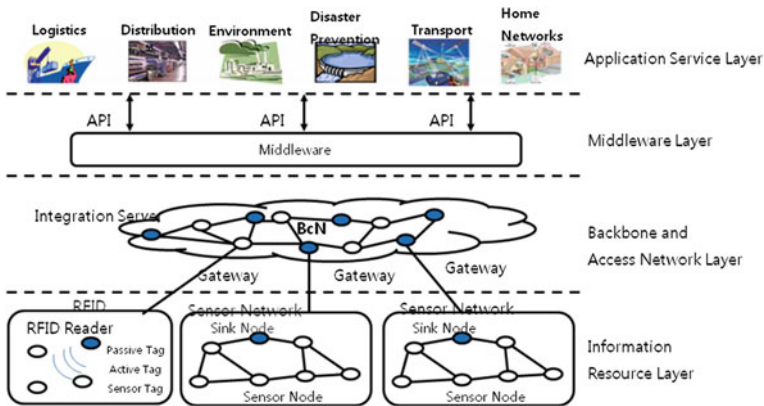 Logistics
Distribution
Environment
Disaster
Prevention
Transport
Home
Networks
Application Service Layer
API
API
API
Middleware
Middleware Layer
Integration Server
BcN
Backbone and
Access Network Layer
Gateway
Gateway
Gateway
RFID
Sensor Network
Sensor Network
RFID Reader
Passive Tag
Active Tag
Sensor Tag
Sink Node
Sensor Node
Sink Node
Sensor Node
Information
Resource Layer